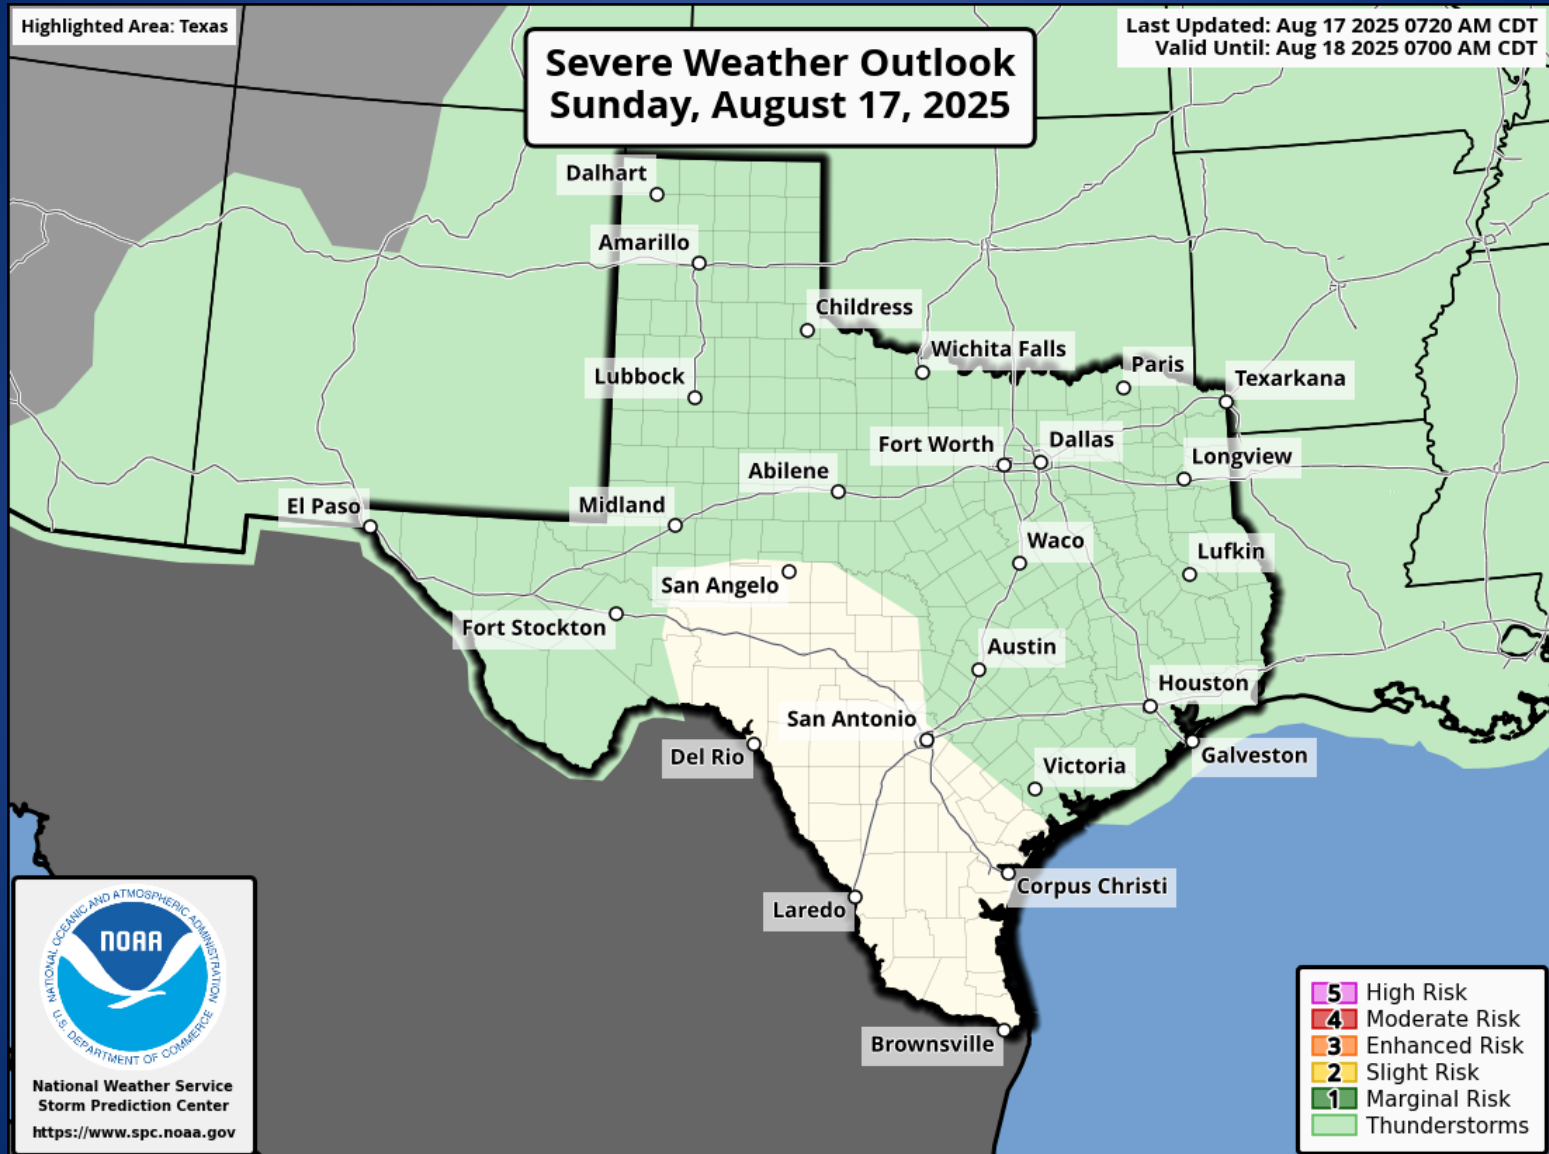 Highlighted Area: Texas
Severe Weather Outlook
Sunday, August 17, 2025
Last Updated: Aug 17 2025 0720 AM CDT
Valid Until: Aug 18 2025 0700 AM CDT
Dalhart
Amarillo
Childress
Wichita Falls
Paris
Texarkana
Lubbock
Fort Worth
Dallas
Longview
Abilene
El Paso
Midland
Waco
Lufkin
San Angelo
Fort Stockton
Austin
Houston
San Antonio
Del Rio
Victoria
Galveston
Laredo
Corpus Christi
Brownsville
NATIONAL OCEANIC AND ATMOSPHERIC ADMINISTRATION
NOAA
U.S. DEPARTMENT OF COMMERCE
National Weather Service
Storm Prediction Center
https://www.spc.noaa.gov
5 High Risk
4 Moderate Risk
3 Enhanced Risk
2 Slight Risk
1 Marginal Risk
Thunderstorms